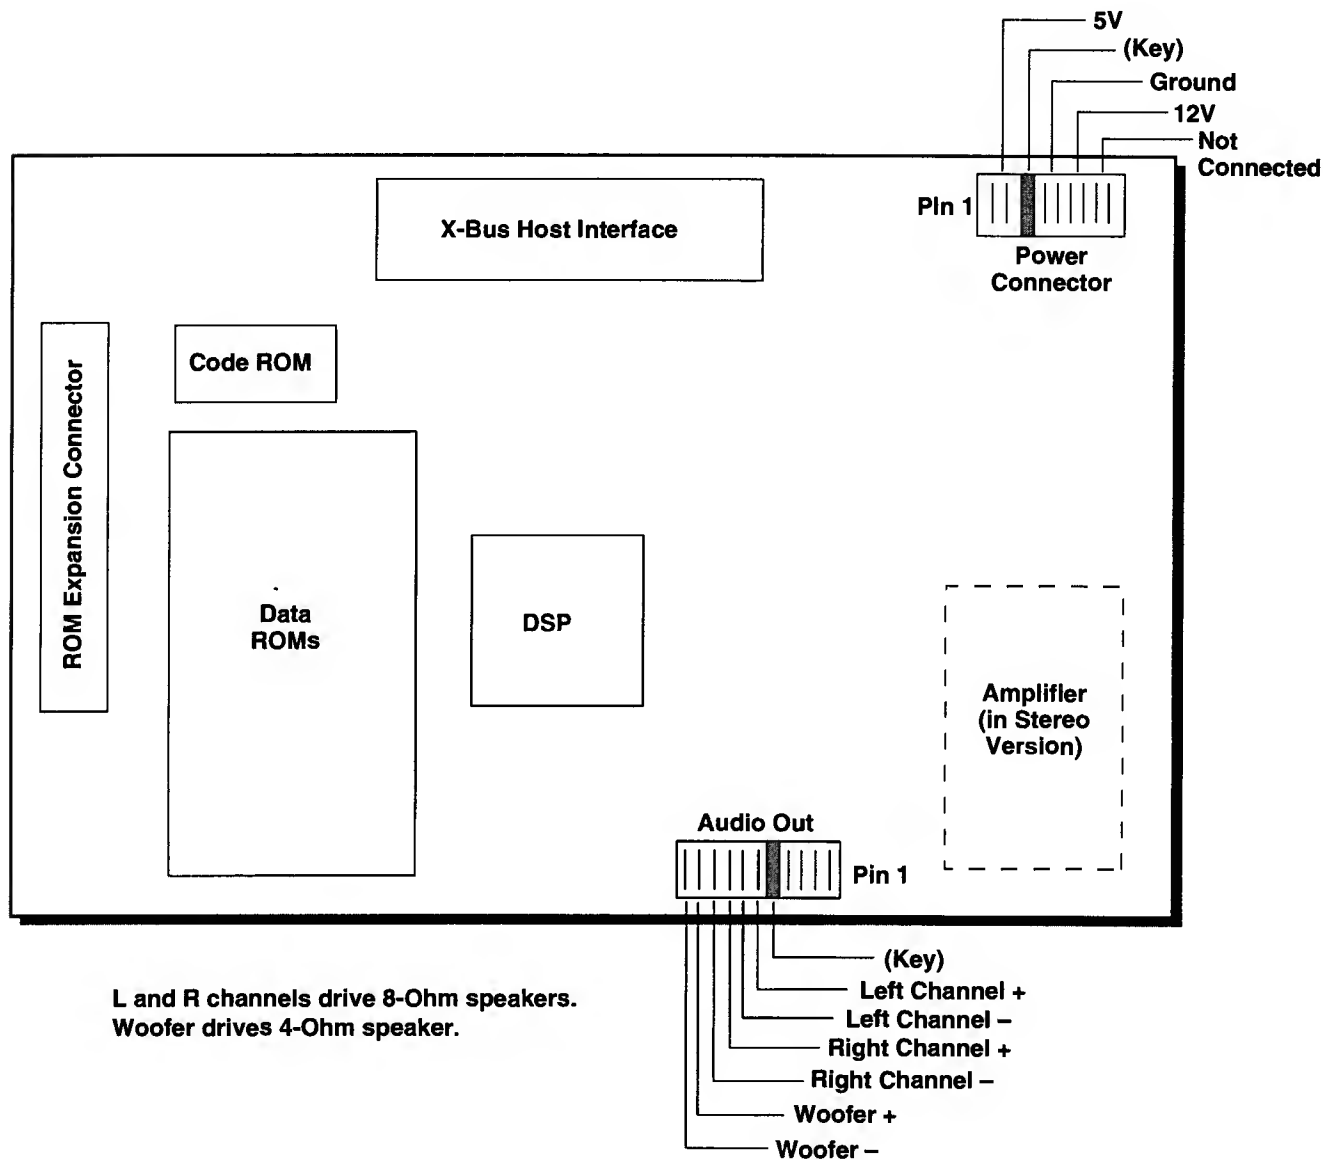 5V
(Key)
Ground
12V
Not
Connected
Pin 1
Power
Connector
X-Bus Host Interface
Code ROM
ROM Expansion Connector
Data
ROMs
DSP
Amplifier
(in Stereo
Version)
Audio Out
Pin 1
(Key)
Left Channel +
Left Channel –
Right Channel +
Right Channel –
Woofer +
Woofer –
L and R channels drive 8-Ohm speakers.
Woofer drives 4-Ohm speaker.